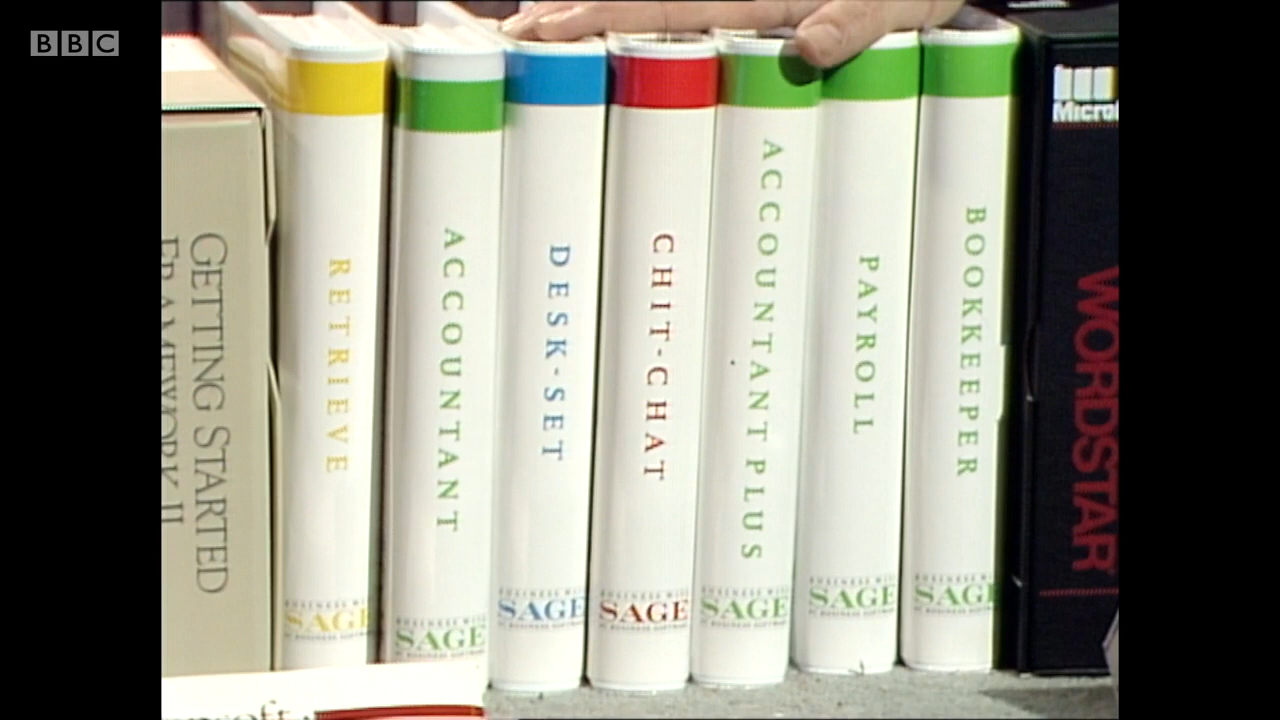 BBC
GETTING STARTED
FRAMEWORK II
RETRIEVE
SAGE
ACCOUNTANT
SAGE
DESK-SET
SAGE
CHIT-CHAT
SAGE
ACCOUNTANT PLUS
SAGE
PAYROLL
SAGE
BOOKKEEPER
SAGE
Micro
WORDSTAR